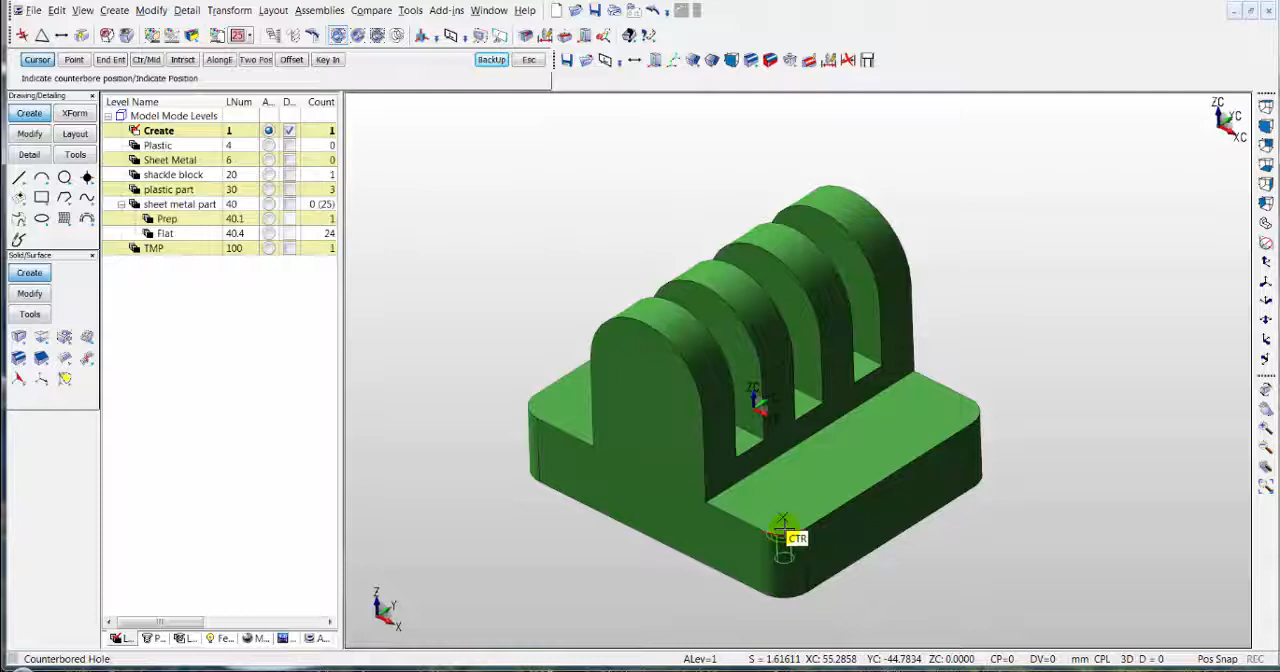 File Edit View Create Modify Detail Transform Layout Assemblies Compare Tools Add-ins Window Help
25
Cursor Point End Ent Ctr/Mid Intrsct AlongE Two Pos Offset Key In BackUp Esc
Indicate counterbore position/Indicate Position
Drawing/Detailing
Create XForm
Modify Layout
Detail Tools
Solid/Surface
Create
Modify
Tools
Level Name LNum A... D... Count
Model Mode Levels
Create 1 1
Plastic 4 0
Sheet Metal 6 0
shackle block 20 1
plastic part 30 3
sheet metal part 40 0 (25)
Prep 40.1 1
Flat 40.4 24
TMP 100 1
ZC
YC
XC
ZC
CTR
Z
Y
X
L... P... L... Fe... M... ... A...
Counterbored Hole ALev=1 S = 1.61611 XC: 55.2858 YC: -44.7834 ZC: 0.0000 CP=0 DV=0 mm CPL 3D D = 0 Pos Snap REC